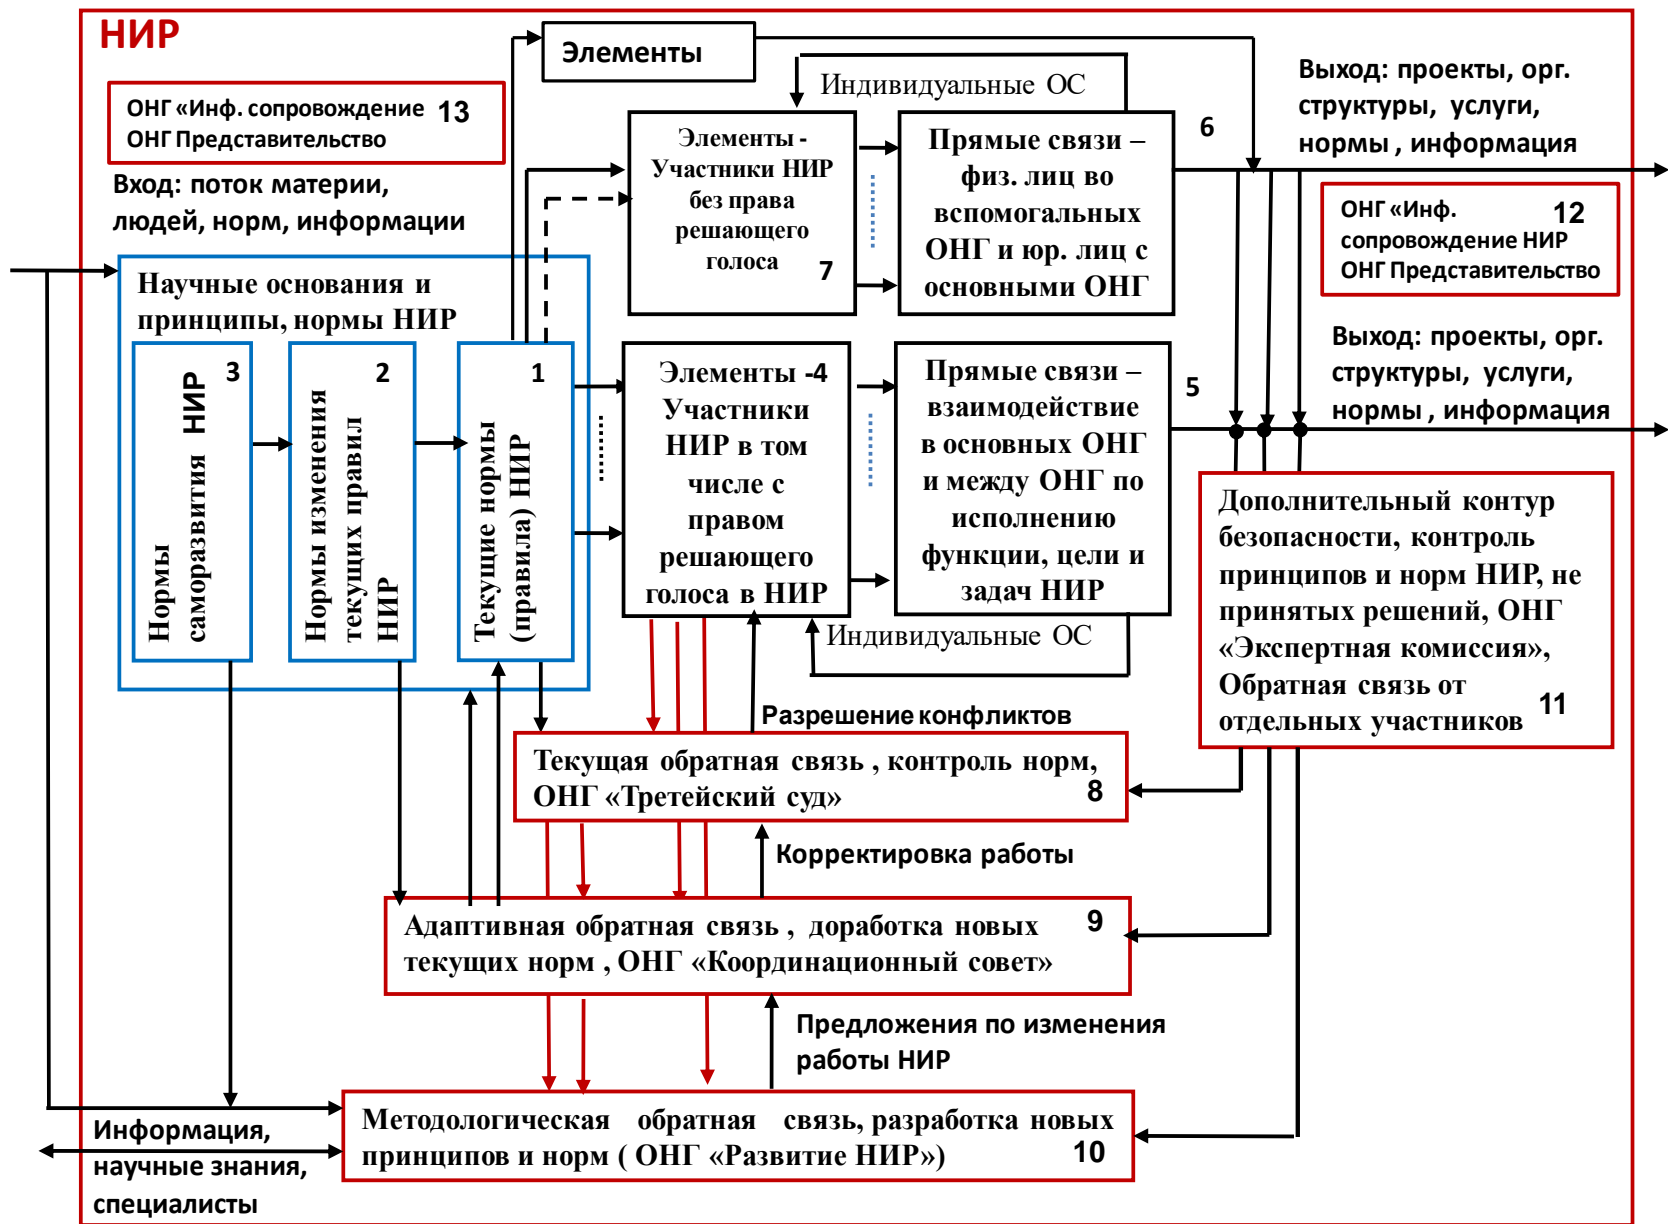 НИР
Элементы
ОНГ «Инф. сопровождение 13
ОНГ Представительство
Вход: поток материи,
людей, норм, информации
Индивидуальные ОС
Элементы -
Участники НИР
без права
решающего
голоса
7
Прямые связи –
физ. лиц во
вспомогальных
ОНГ и юр. лиц с
основными ОНГ
6
Выход: проекты, орг.
структуры, услуги,
нормы , информация
ОНГ «Инф. 12
сопровождение НИР
ОНГ Представительство
Научные основания и
принципы, нормы НИР
3
Нормы
саморазвития НИР
2
Нормы изменения
текущих правил
НИР
1
Текущие нормы
(правила) НИР
Элементы -4
Участники
НИР в том
числе с
правом
решающего
голоса в НИР
Прямые связи –
взаимодействие
в основных ОНГ
и между ОНГ по
исполнению
функции, цели и
задач НИР
5
Выход: проекты, орг.
структуры, услуги,
нормы , информация
Индивидуальные ОС
Дополнительный контур
безопасности, контроль
принципов и норм НИР, не
принятых решений, ОНГ
«Экспертная комиссия»,
Обратная связь от
отдельных участников 11
Разрешение конфликтов
Текущая обратная связь , контроль норм,
ОНГ «Третейский суд» 8
Корректировка работы
Адаптивная обратная связь , доработка новых 9
текущих норм , ОНГ «Координационный совет»
Предложения по изменения
работы НИР
Методологическая обратная связь, разработка новых
принципов и норм ( ОНГ «Развитие НИР») 10
Информация,
научные знания,
специалисты